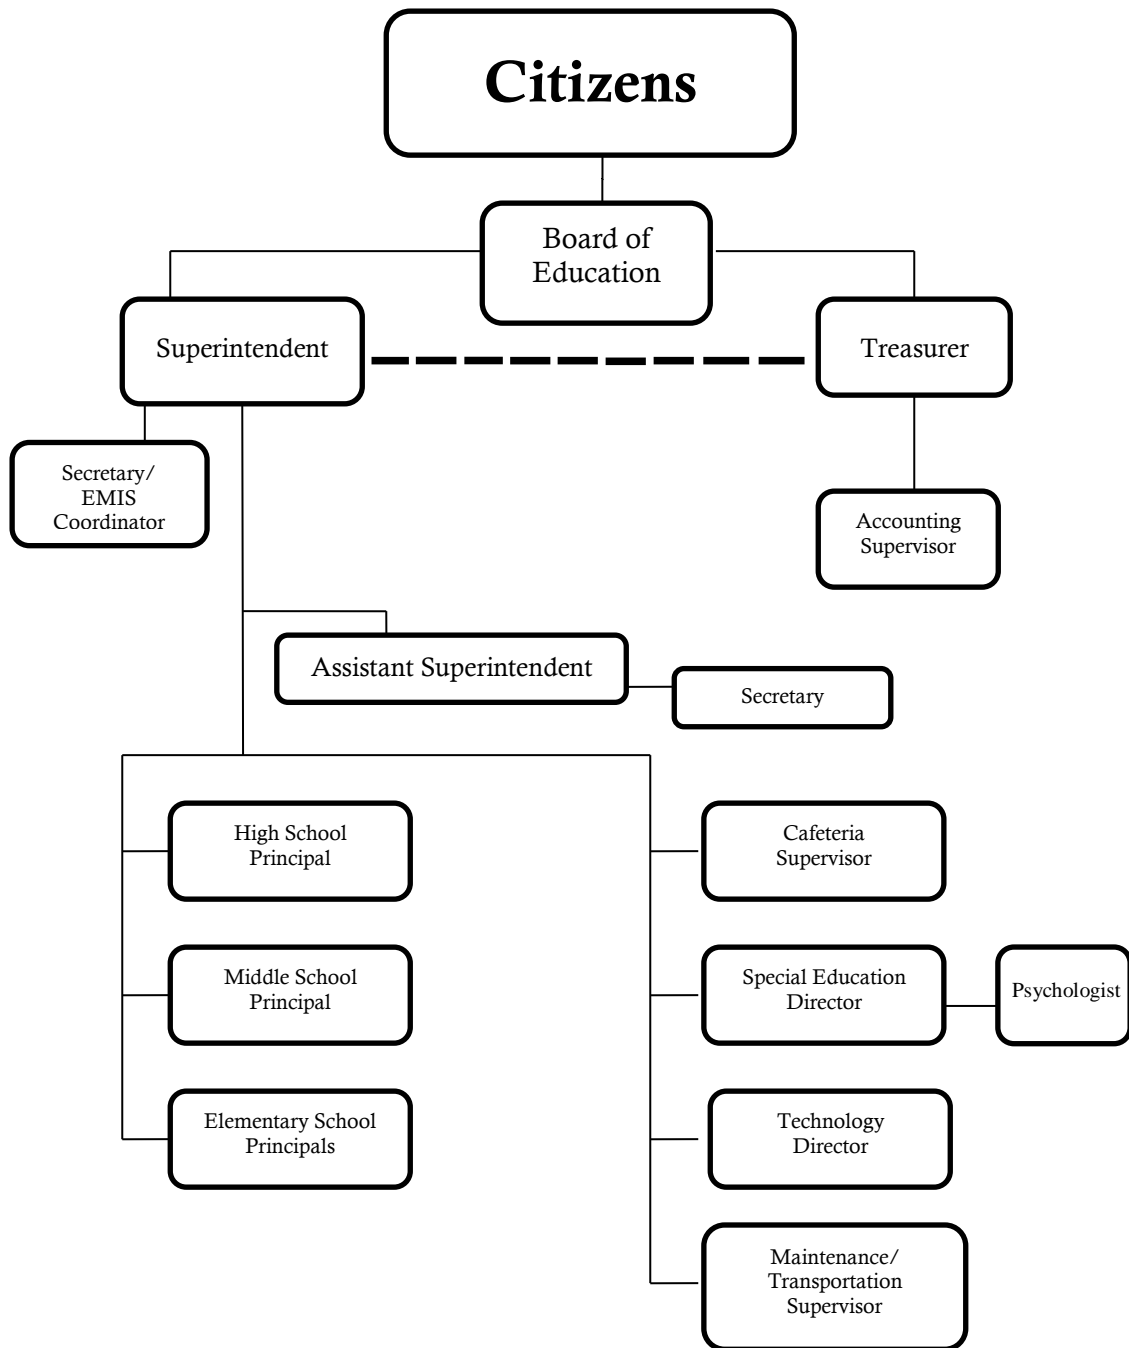 Citizens
Board of
Education
Superintendent
Treasurer
Secretary/
EMIS
Coordinator
Accounting
Supervisor
Assistant Superintendent
Secretary
High School
Principal
Cafeteria
Supervisor
Middle School
Principal
Special Education
Director
Psychologist
Elementary School
Principals
Technology
Director
Maintenance/
Transportation
Supervisor